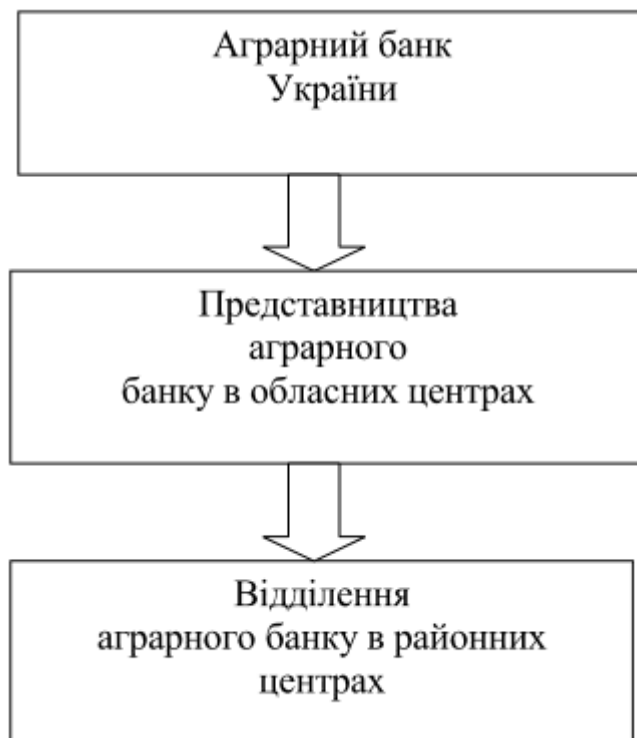 Аграрний банк
України
Представництва
аграрного
банку в обласних центрах
Відділення
аграрного банку в районних
центрах